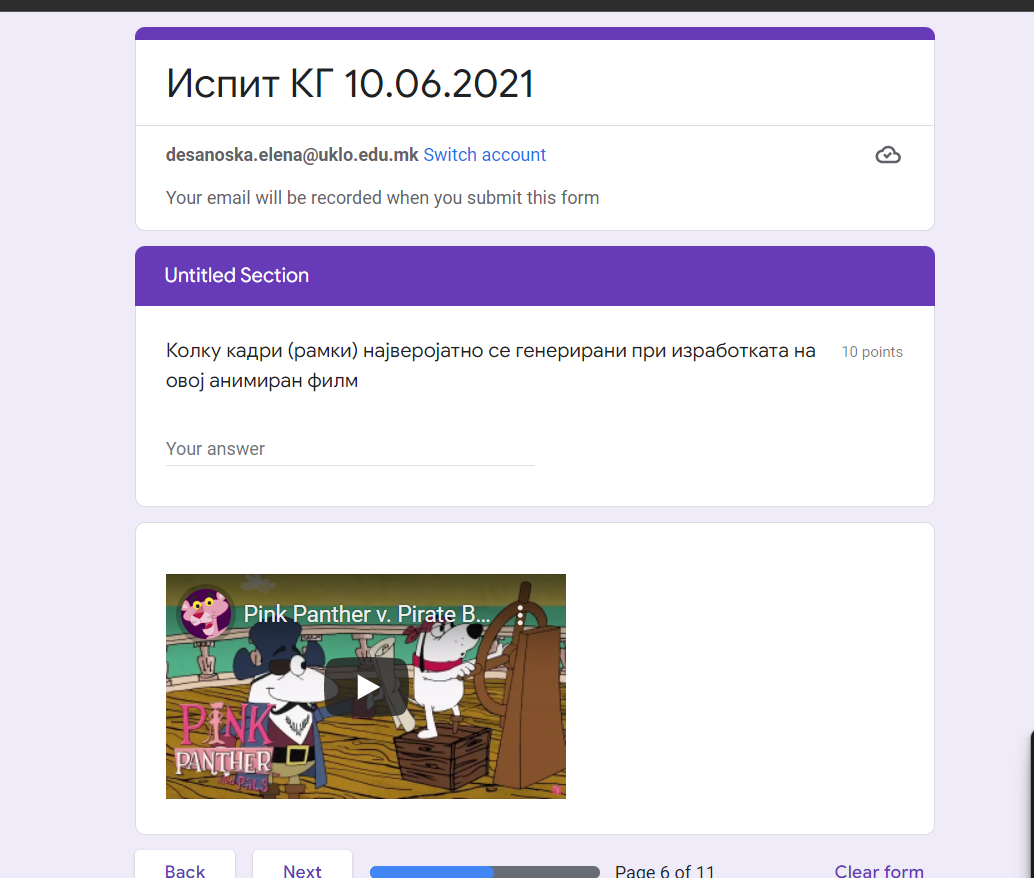 Испит КГ 10.06.2021
desanoska.elena@uklo.edu.mk Switch account
Your email will be recorded when you submit this form
Untitled Section
Колку кадри (рамки) најверојатно се генерирани при изработката на
овој анимиран филм
10 points
Your answer
Pink Panther v. Pirate B...
PINK
PANTHER
and PALS
Back
Next
Page 6 of 11
Clear form